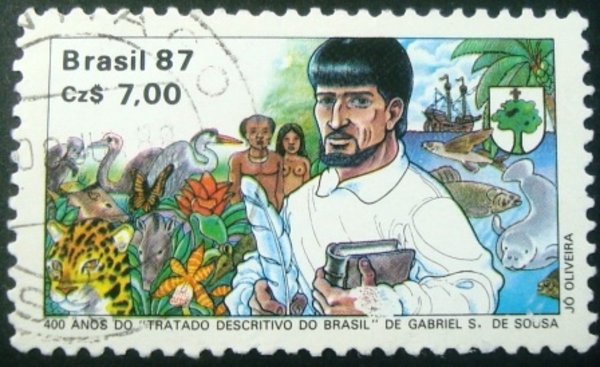 Brasil 87
Cz$ 7,00
400 ANOS DO "TRATADO DESCRITIVO DO BRASIL" DE GABRIEL S. DE SOUSA
JÔ OLIVEIRA